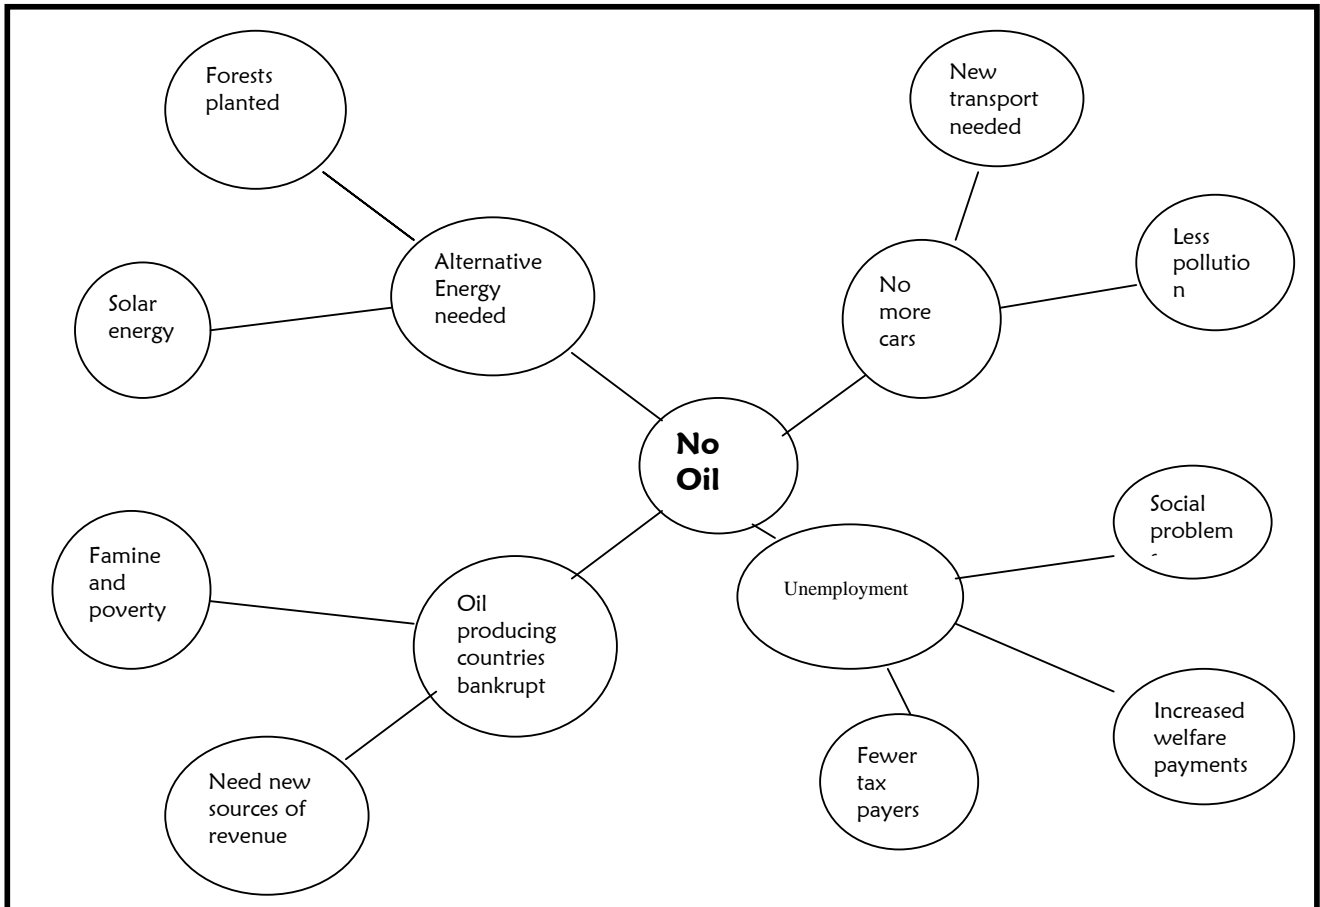 Forests
planted
New
transport
needed
Alternative
Energy
needed
Less
pollutio
n
Solar
energy
No
more
cars
No
Oil
Social
problem
Famine
and
poverty
Oil
producing
countries
bankrupt
Unemployment
Increased
welfare
payments
Fewer
tax
payers
Need new
sources of
revenue